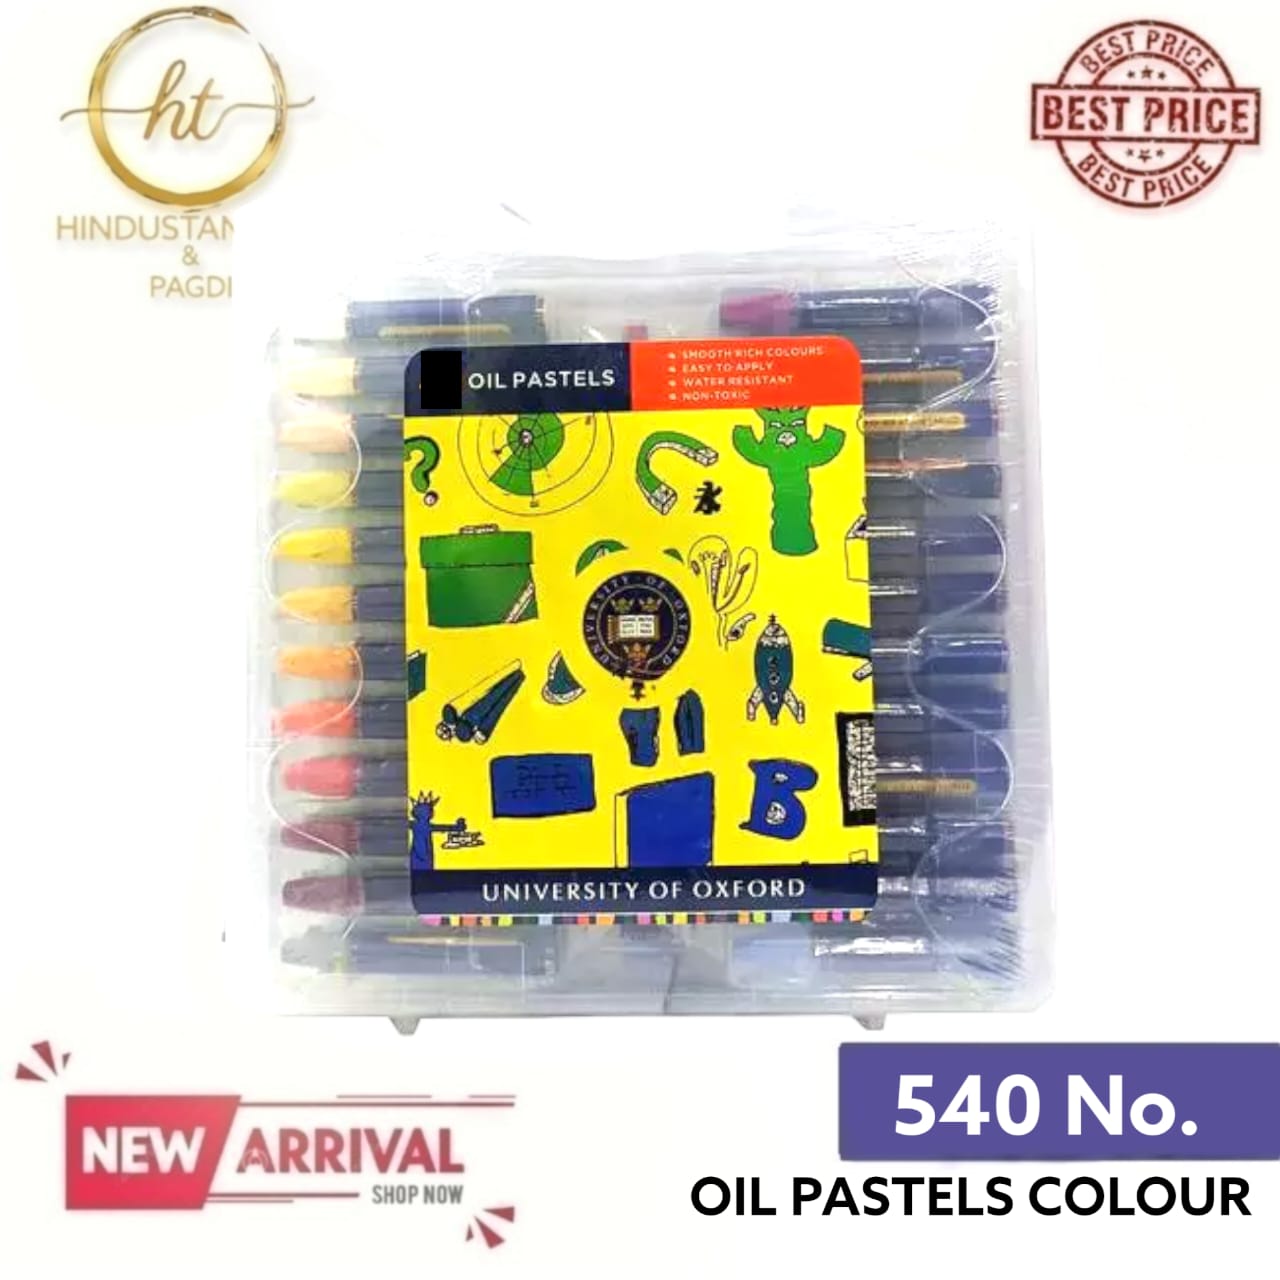 ht
HINDUSTAN
&
PAGDI
BEST PRICE
BEST PRICE
BEST PRICE
OIL PASTELS
SMOOTH RICH COLOURS
EASY TO APPLY
WATER RESISTANT
NON-TOXIC
UNIVERSITY · OF · OXFORD
B
UNIVERSITY OF OXFORD
NEW ARRIVAL
SHOP NOW
540 No.
OIL PASTELS COLOUR